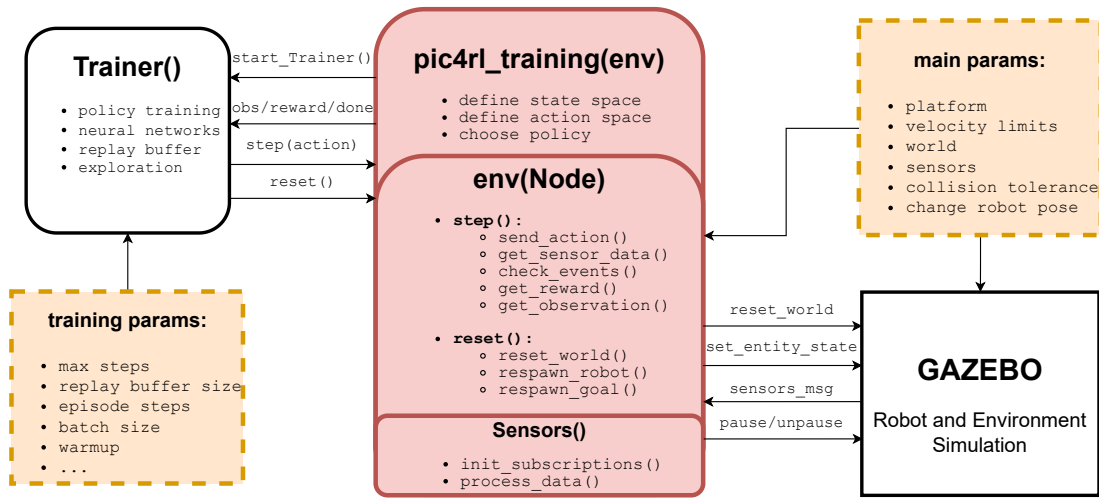 Trainer()
• policy training
• neural networks
• replay buffer
• exploration
start_Trainer()
obs/reward/done
step(action)
reset()
pic4rl_training(env)
• define state space
• define action space
• choose policy
env(Node)
• step():
◦ send_action()
◦ get_sensor_data()
◦ check_events()
◦ get_reward()
◦ get_observation()
• reset():
◦ reset_world()
◦ respawn_robot()
◦ respawn_goal()
Sensors()
• init_subscriptions()
• process_data()
main params:
• platform
• velocity limits
• world
• sensors
• collision tolerance
• change robot pose
training params:
• max steps
• replay buffer size
• episode steps
• batch size
• warmup
• ...
reset_world
set_entity_state
sensors_msg
pause/unpause
GAZEBO
Robot and Environment
Simulation